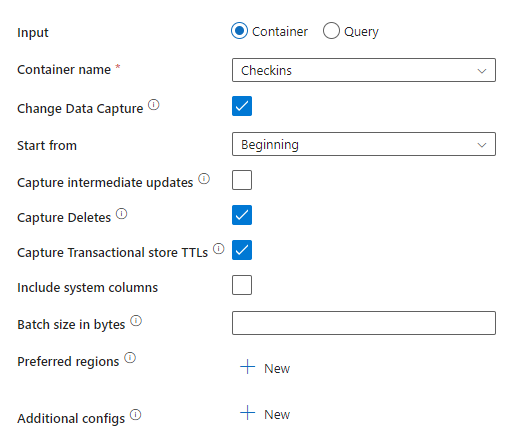 Input Container Query
Container name * Checkins
Change Data Capture
Start from Beginning
Capture intermediate updates
Capture Deletes
Capture Transactional store TTLs
Include system columns
Batch size in bytes
Preferred regions + New
Additional configs + New